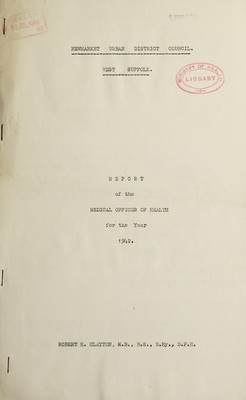 NEWMARKET URBAN DISTRICT COUNCIL.
WEST SUFFOLK.
LIBRARY
REPORT
of the
MEDICAL OFFICER OF HEALTH
for the Year
1942.
ROBERT H. CLAYTON, M.B., B.S., B.Hy., D.P.H.